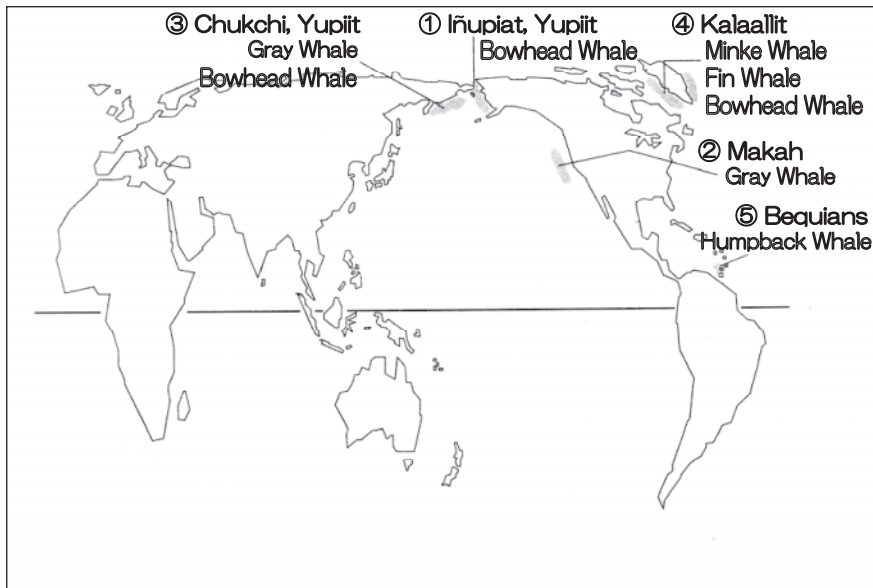 ③ Chukchi, Yupiit
Gray Whale
Bowhead Whale
① Iñupiat, Yupiit
Bowhead Whale
④ Kalaallit
Minke Whale
Fin Whale
Bowhead Whale
② Makah
Gray Whale
⑤ Bequians
Humpback Whale